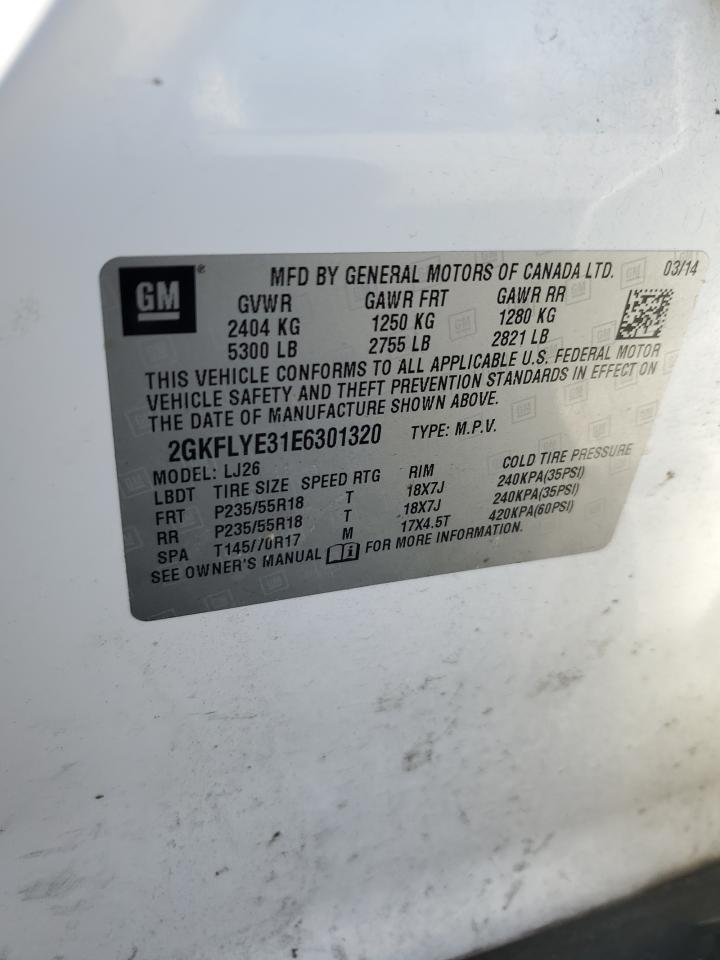 GM
MFD BY GENERAL MOTORS OF CANADA LTD. 03/14
GVWR GAWR FRT GAWR RR
2404 KG 1250 KG 1280 KG
5300 LB 2755 LB 2821 LB
THIS VEHICLE CONFORMS TO ALL APPLICABLE U.S. FEDERAL MOTOR
VEHICLE SAFETY AND THEFT PREVENTION STANDARDS IN EFFECT ON
THE DATE OF MANUFACTURE SHOWN ABOVE.
2GKFLYE31E6301320 TYPE: M.P.V.
MODEL: LJ26
LBDT TIRE SIZE SPEED RTG RIM COLD TIRE PRESSURE
FRT P235/55R18 T 18X7J 240KPA(35PSI)
RR P235/55R18 T 18X7J 240KPA(35PSI)
SPA T145/70R17 M 17X4.5T 420KPA(60PSI)
SEE OWNER'S MANUAL FOR MORE INFORMATION.